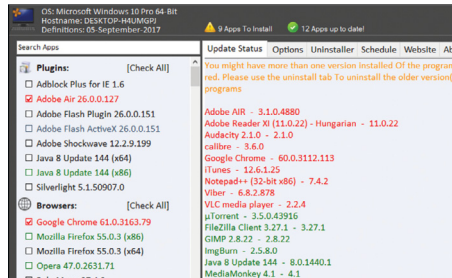 OS: Microsoft Windows 10 Pro 64-Bit
Hostname: DESKTOP-H4UMGPJ
Definitions: 05-September-2017
9 Apps To Install
12 Apps up to date!
Search Apps
Plugins: [Check All]
Adblock Plus for IE 1.6
Adobe Air 26.0.0.127
Adobe Flash Plugin 26.0.0.151
Adobe Flash ActiveX 26.0.0.151
Adobe Shockwave 12.2.9.199
Java 8 Update 144 (x64)
Java 8 Update 144 (x86)
Silverlight 5.1.50907.0
Browsers: [Check All]
Google Chrome 61.0.3163.79
Mozilla Firefox 55.0.3 (x86)
Mozilla Firefox 55.0.3 (x64)
Opera 47.0.2631.71
Update Status Options Uninstaller Schedule Website Ab
You might have more than one version installed Of the program
red. Please use the uninstall tab To uninstall the older version(
programs
Adobe AIR - 3.1.0.4880
Adobe Reader XI (11.0.22) - Hungarian - 11.0.22
Audacity 2.1.0 - 2.1.0
calibre - 3.6.0
Google Chrome - 60.0.3112.113
iTunes - 12.6.1.25
Notepad++ (32-bit x86) - 7.4.2
Viber - 6.8.2.878
VLC media player - 2.2.4
µTorrent - 3.5.0.43916
FileZilla Client 3.27.1 - 3.27.1
GIMP 2.8.22 - 2.8.22
ImgBurn - 2.5.8.0
Java 8 Update 144 - 8.0.1440.1
MediaMonkey 4.1 - 4.1